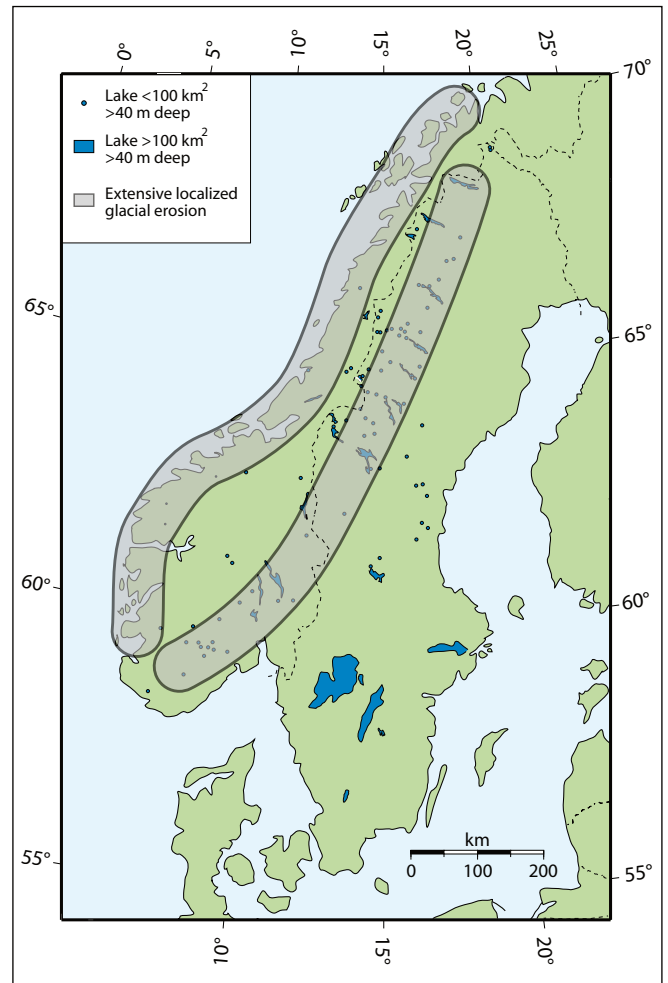 0°
5°
10°
15°
20°
25°
70°
Lake <100 km²
>40 m deep
Lake >100 km²
>40 m deep
Extensive localized
glacial erosion
65°
65°
60°
60°
km
0 100 200
55°
55°
10°
15°
20°